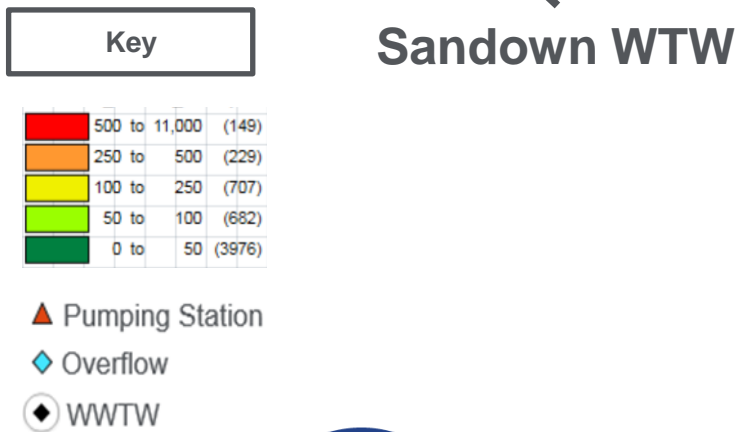 Key
Sandown WTW
500 to 11,000 (149)
250 to 500 (229)
100 to 250 (707)
50 to 100 (682)
0 to 50 (3976)
Pumping Station
Overflow
WWTW